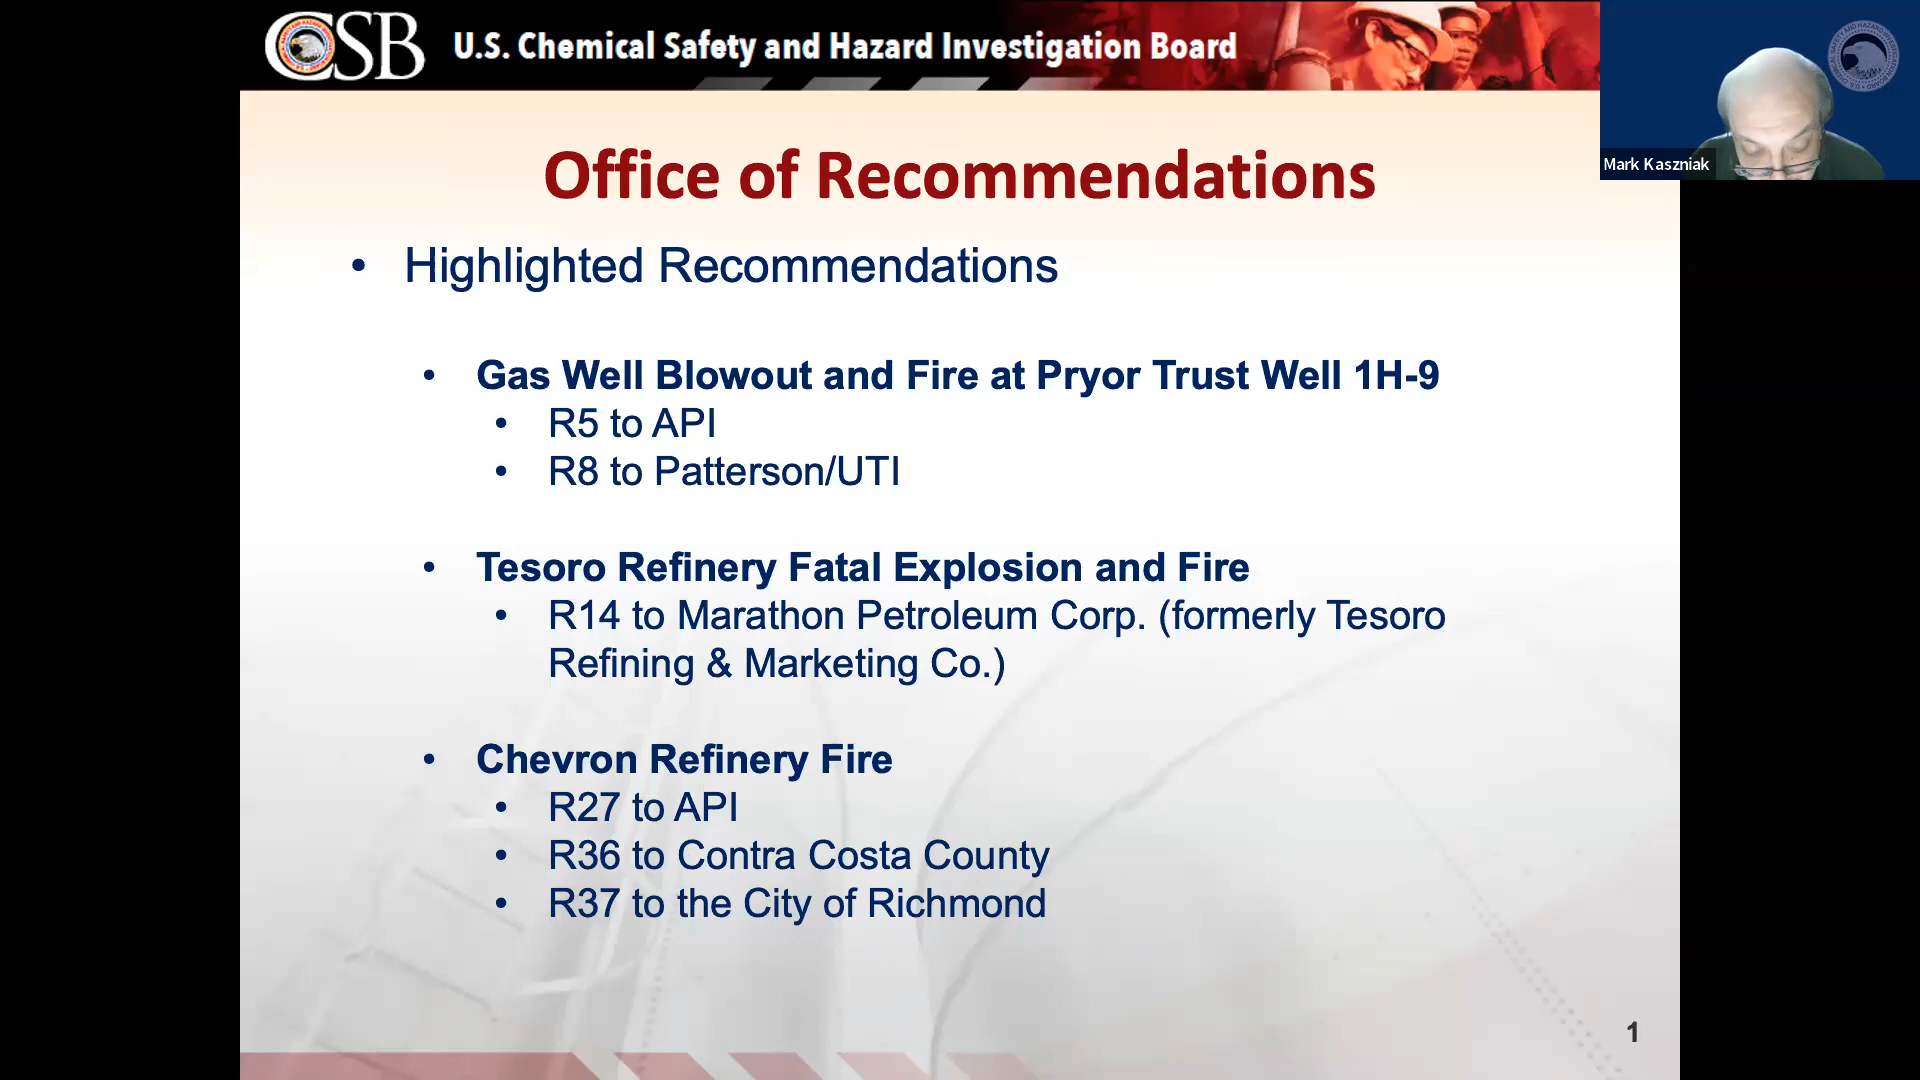 CSB U.S. Chemical Safety and Hazard Investigation Board
Mark Kaszniak
Office of Recommendations
• Highlighted Recommendations
• Gas Well Blowout and Fire at Pryor Trust Well 1H-9
• R5 to API
• R8 to Patterson/UTI
• Tesoro Refinery Fatal Explosion and Fire
• R14 to Marathon Petroleum Corp. (formerly Tesoro
Refining & Marketing Co.)
• Chevron Refinery Fire
• R27 to API
• R36 to Contra Costa County
• R37 to the City of Richmond
1